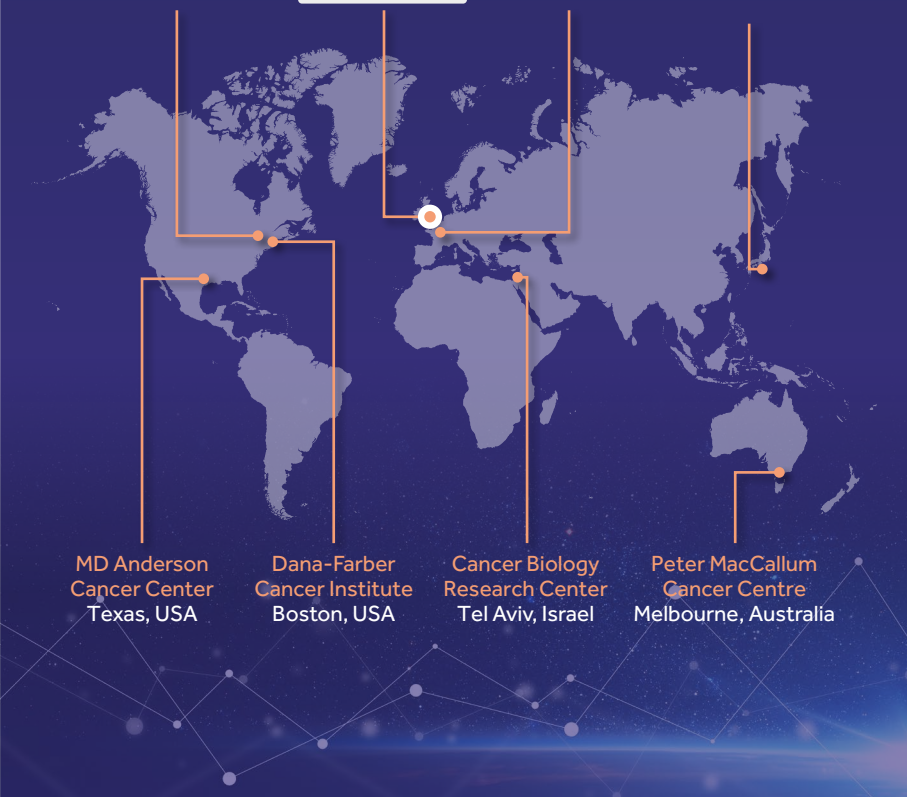 MD Anderson
Cancer Center
Texas, USA
Dana-Farber
Cancer Institute
Boston, USA
Cancer Biology
Research Center
Tel Aviv, Israel
Peter MacCallum
Cancer Centre
Melbourne, Australia